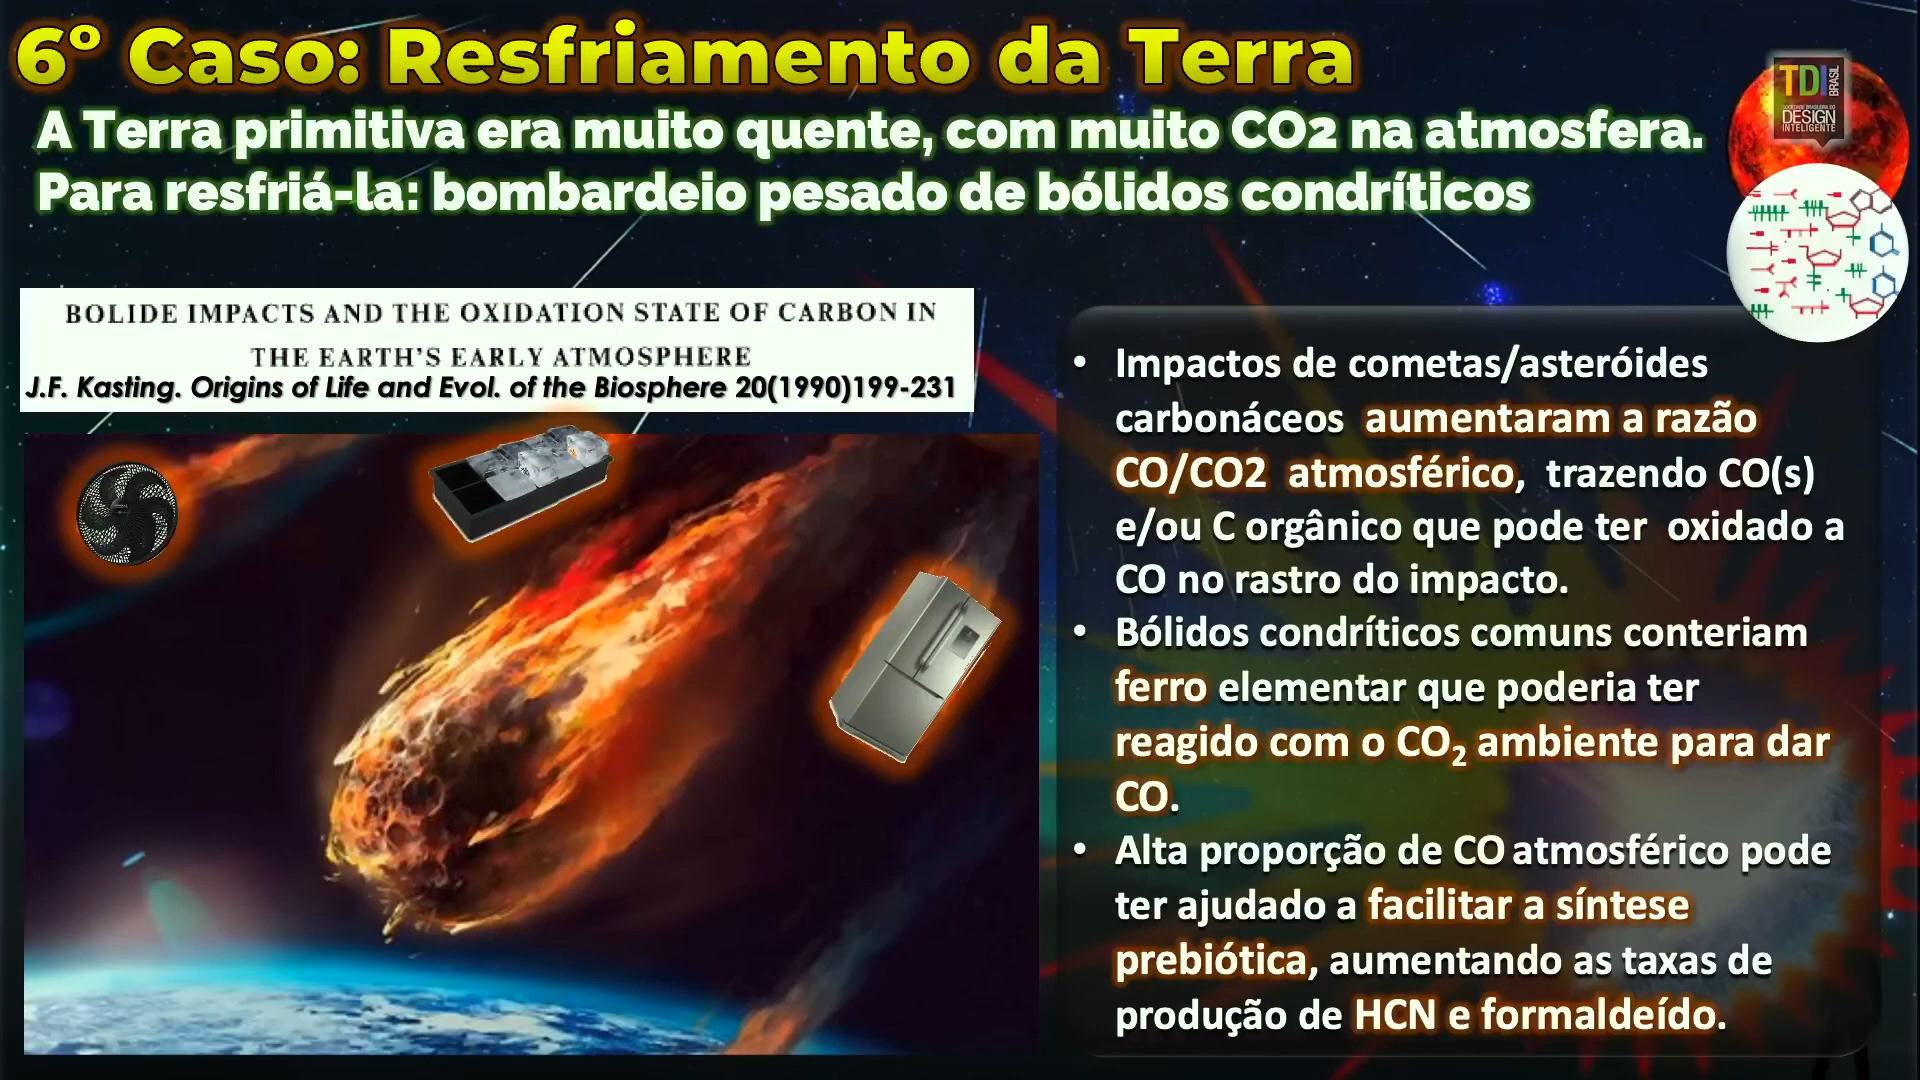 6º Caso: Resfriamento da Terra
A Terra primitiva era muito quente, com muito CO2 na atmosfera.
Para resfriá-la: bombardeio pesado de bólidos condríticos
TDI BRASIL
SOCIEDADE BRASILEIRA DO
DESIGN
INTELIGENTE
BOLIDE IMPACTS AND THE OXIDATION STATE OF CARBON IN
THE EARTH'S EARLY ATMOSPHERE
J.F. Kasting. Origins of Life and Evol. of the Biosphere 20(1990)199-231
• Impactos de cometas/asteróides
carbonáceos aumentaram a razão
CO/CO2 atmosférico, trazendo CO(s)
e/ou C orgânico que pode ter oxidado a
CO no rastro do impacto.
• Bólidos condríticos comuns conteriam
ferro elementar que poderia ter
reagido com o CO₂ ambiente para dar
CO.
• Alta proporção de CO atmosférico pode
ter ajudado a facilitar a síntese
prebiótica, aumentando as taxas de
produção de HCN e formaldeído.